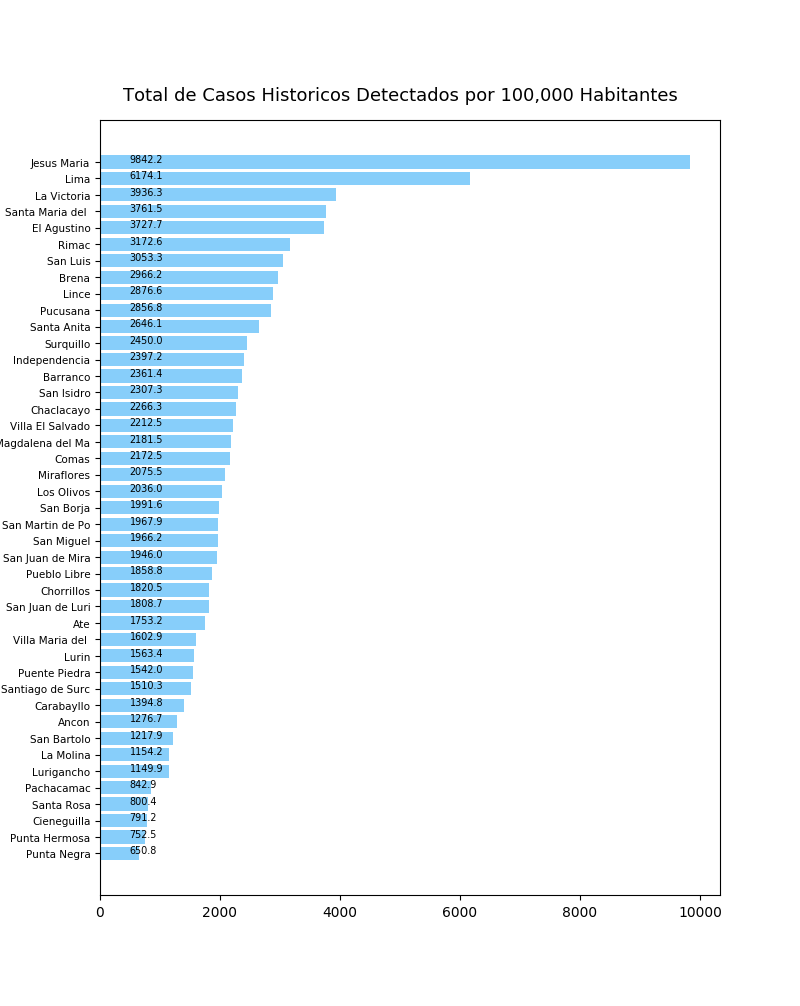 Total de Casos Historicos Detectados por 100,000 Habitantes
Jesus Maria 9842.2
Lima 6174.1
La Victoria 3936.3
Santa Maria del 3761.5
El Agustino 3727.7
Rimac 3172.6
San Luis 3053.3
Brena 2966.2
Lince 2876.6
Pucusana 2856.8
Santa Anita 2646.1
Surquillo 2450.0
Independencia 2397.2
Barranco 2361.4
San Isidro 2307.3
Chaclacayo 2266.3
Villa El Salvado 2212.5
Magdalena del Ma 2181.5
Comas 2172.5
Miraflores 2075.5
Los Olivos 2036.0
San Borja 1991.6
San Martin de Po 1967.9
San Miguel 1966.2
San Juan de Mira 1946.0
Pueblo Libre 1858.8
Chorrillos 1820.5
San Juan de Luri 1808.7
Ate 1753.2
Villa Maria del 1602.9
Lurin 1563.4
Puente Piedra 1542.0
Santiago de Surc 1510.3
Carabayllo 1394.8
Ancon 1276.7
San Bartolo 1217.9
La Molina 1154.2
Lurigancho 1149.9
Pachacamac 842.9
Santa Rosa 800.4
Cieneguilla 791.2
Punta Hermosa 752.5
Punta Negra 650.8
0 2000 4000 6000 8000 10000